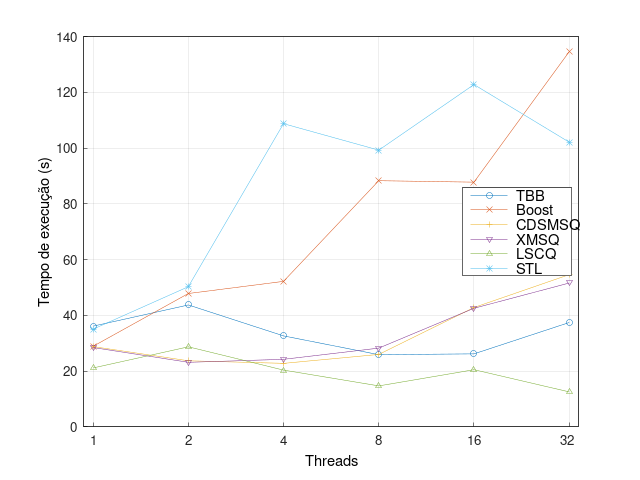 140
120
100
80
60
40
20
0
Tempo de execução (s)
TBB
Boost
CDSMSQ
XMSQ
LSCQ
STL
1 2 4 8 16 32
Threads